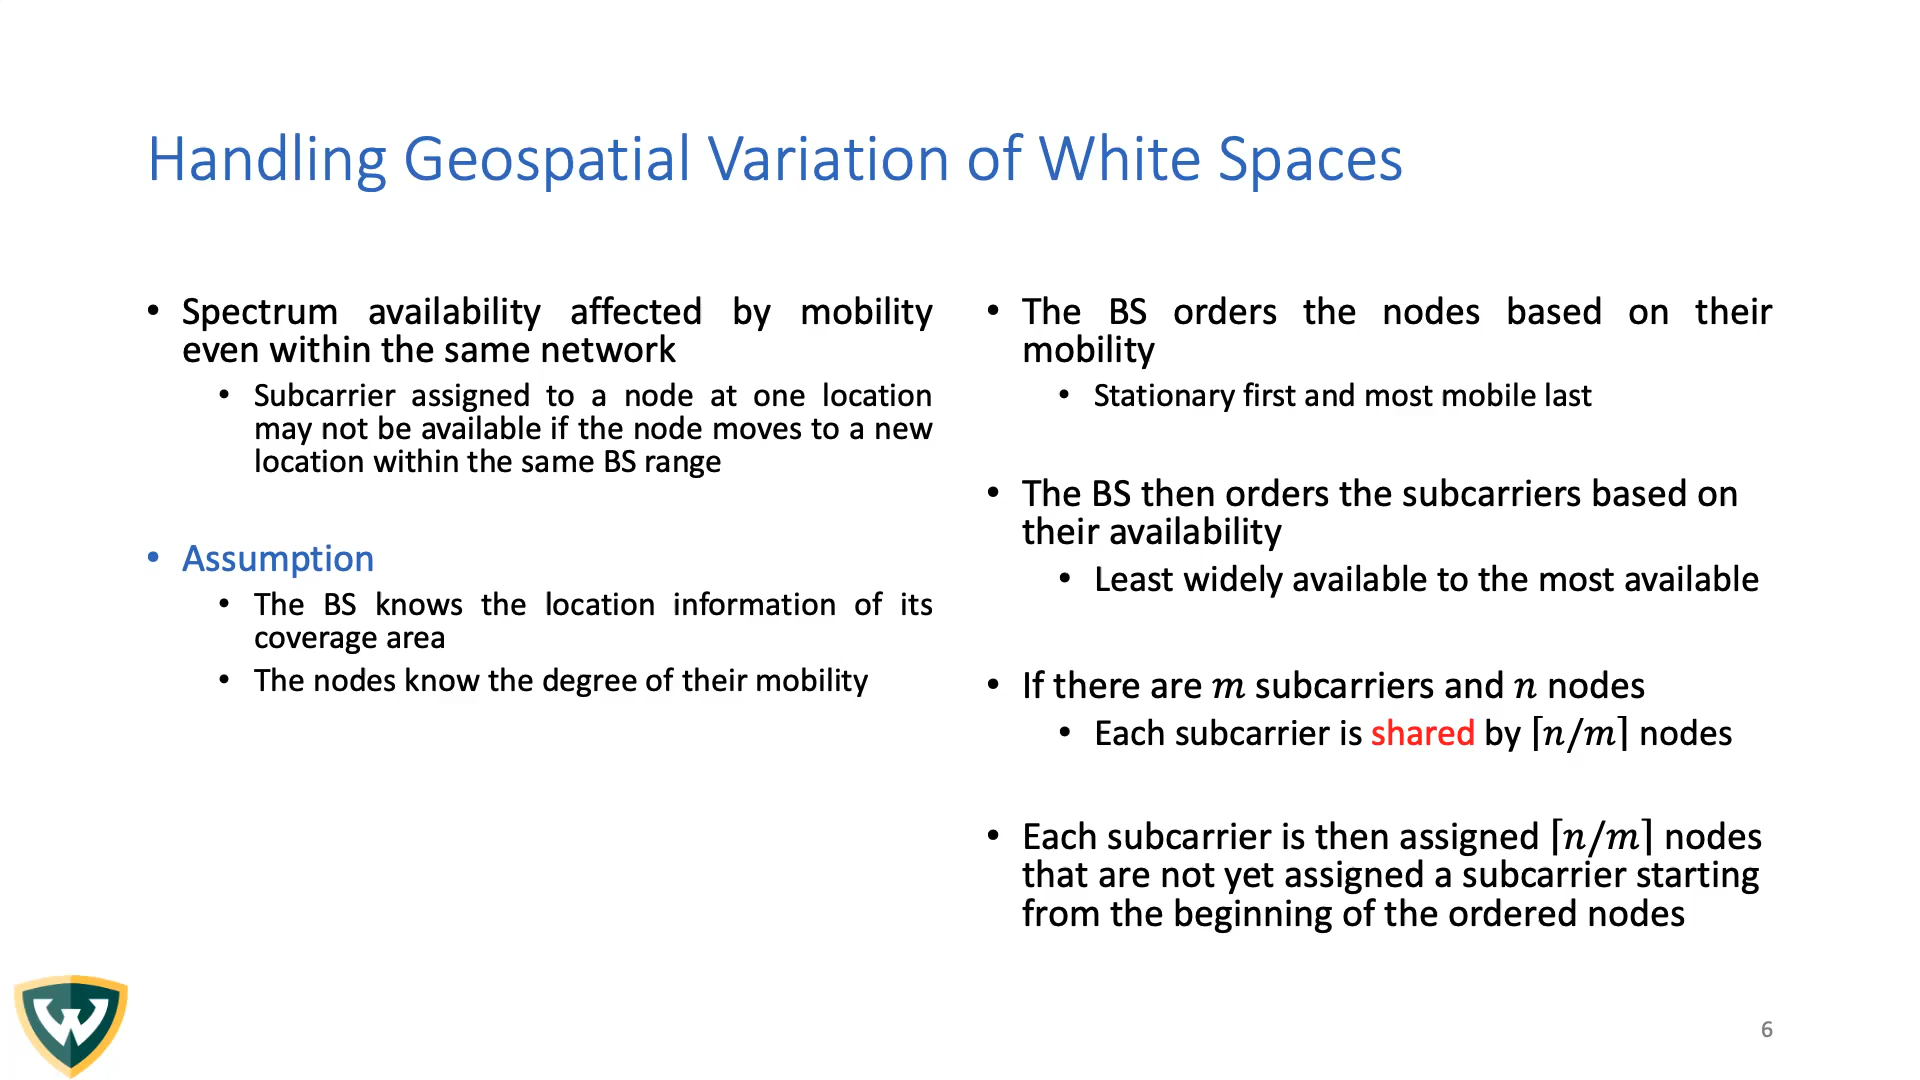 Handling Geospatial Variation of White Spaces
• Spectrum availability affected by mobility
even within the same network
• Subcarrier assigned to a node at one location
may not be available if the node moves to a new
location within the same BS range
• Assumption
• The BS knows the location information of its
coverage area
• The nodes know the degree of their mobility
• The BS orders the nodes based on their
mobility
• Stationary first and most mobile last
• The BS then orders the subcarriers based on
their availability
• Least widely available to the most available
• If there are m subcarriers and n nodes
• Each subcarrier is shared by ⌈n/m⌉ nodes
• Each subcarrier is then assigned ⌈n/m⌉ nodes
that are not yet assigned a subcarrier starting
from the beginning of the ordered nodes
W
6